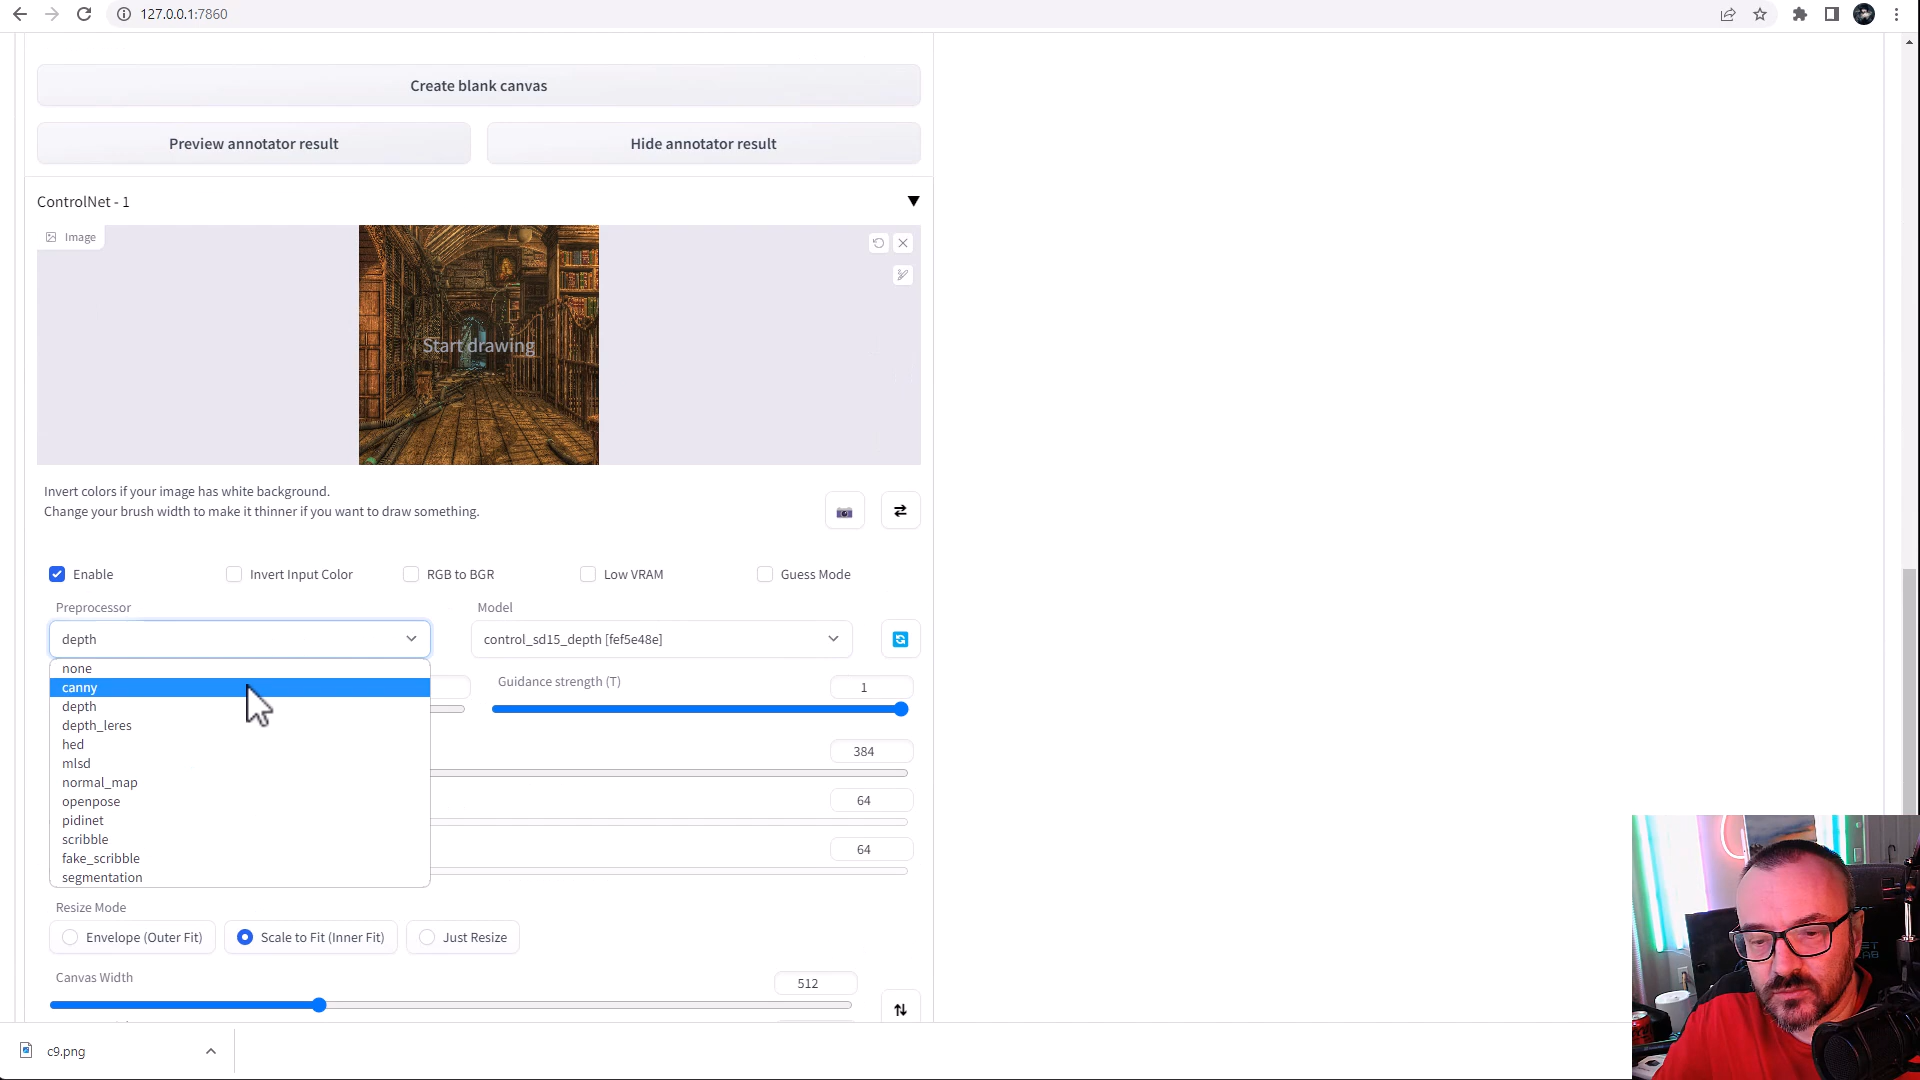 127.0.0.1:7860
Create blank canvas
Preview annotator result
Hide annotator result
ControlNet - 1
Image
Start drawing
Invert colors if your image has white background.
Change your brush width to make it thinner if you want to draw something.
Enable
Invert Input Color
RGB to BGR
Low VRAM
Guess Mode
Preprocessor
Model
depth
control_sd15_depth [fef5e48e]
none
canny
depth
depth_leres
hed
mlsd
normal_map
openpose
pidinet
scribble
fake_scribble
segmentation
Guidance strength (T)
1
384
64
64
Resize Mode
Envelope (Outer Fit)
Scale to Fit (Inner Fit)
Just Resize
Canvas Width
512
c9.png